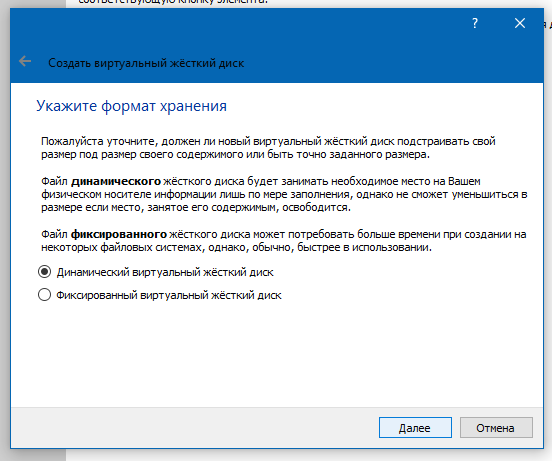 соответствующую кнопку элемента.
?
Создать виртуальный жёсткий диск
Укажите формат хранения
Пожалуйста уточните, должен ли новый виртуальный жёсткий диск подстраивать свой
размер под размер своего содержимого или быть точно заданного размера.
Файл динамического жёсткого диска будет занимать необходимое место на Вашем
физическом носителе информации лишь по мере заполнения, однако не сможет уменьшиться в
размере если место, занятое его содержимым, освободится.
Файл фиксированного жёсткого диска может потребовать больше времени при создании на
некоторых файловых системах, однако, обычно, быстрее в использовании.
Динамический виртуальный жёсткий диск
Фиксированный виртуальный жёсткий диск
Далее Отмена